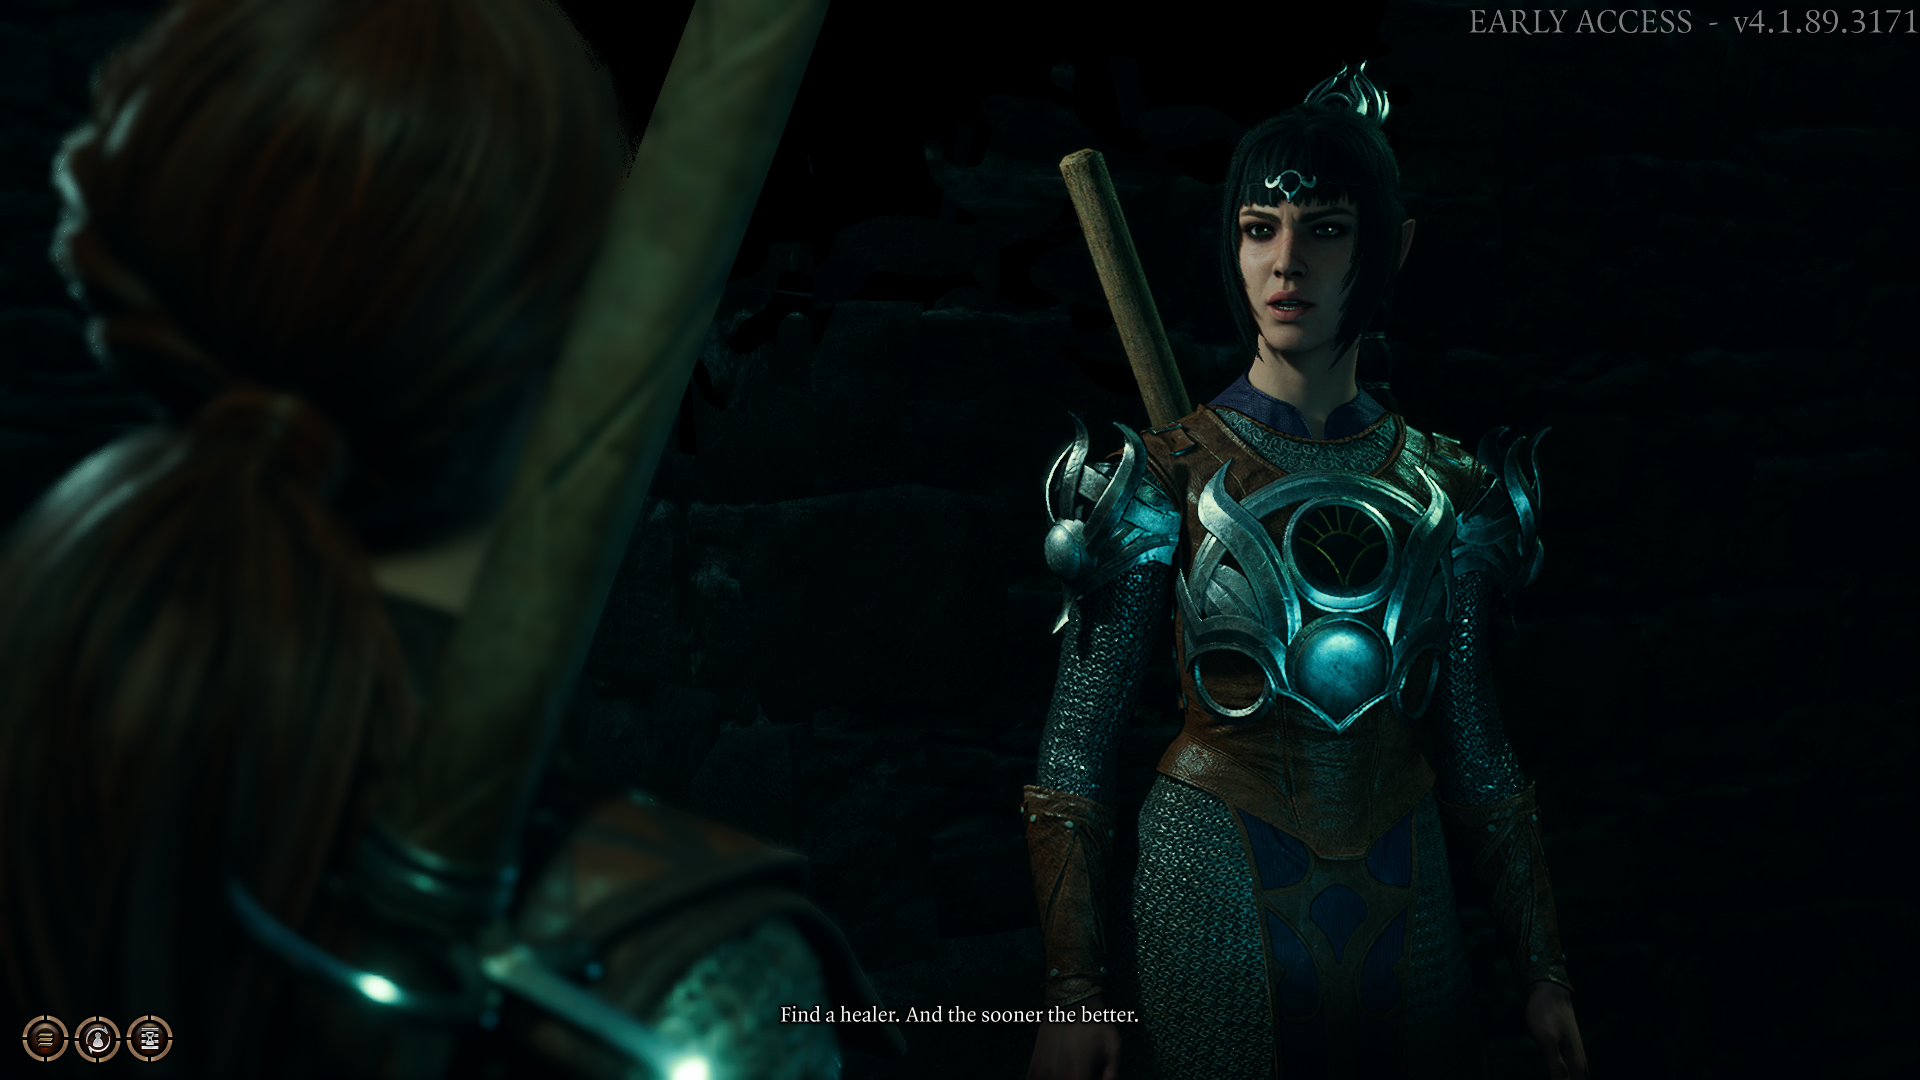 EARLY ACCESS - v4.1.89.3171
Find a healer. And the sooner the better.